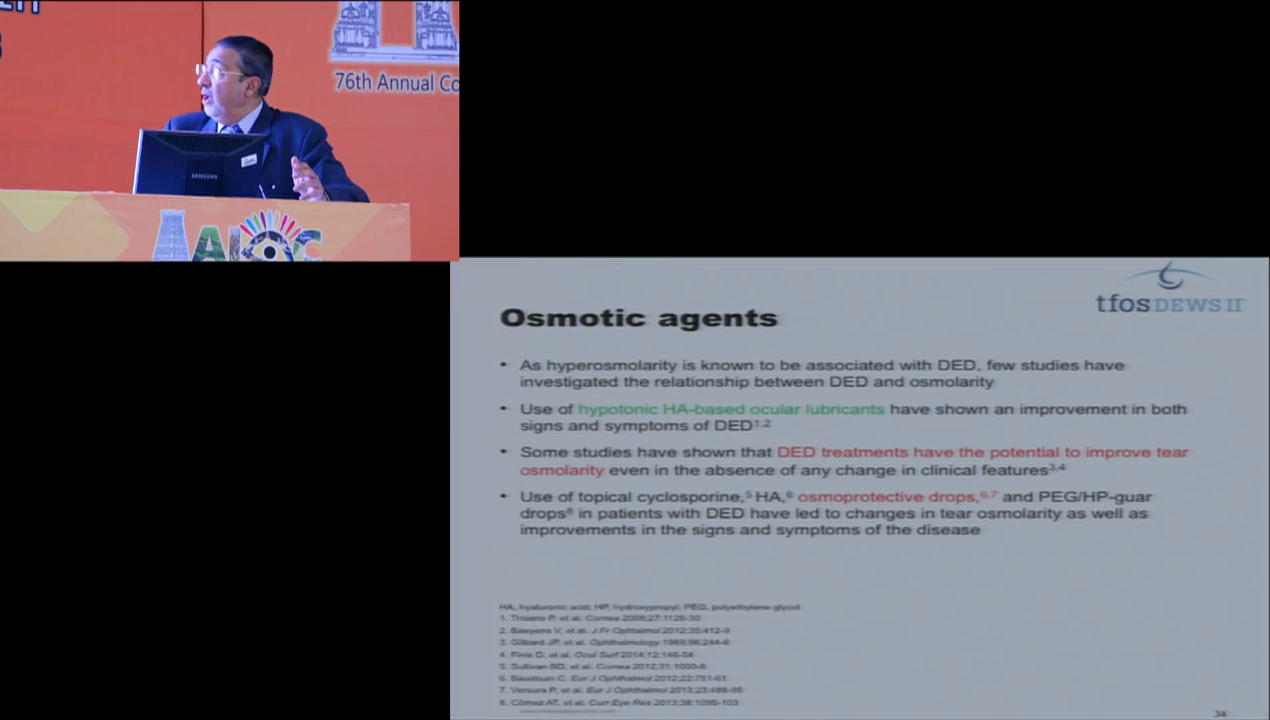 76th Annual Co
SAMSUNG
AIOC
tfos DEWS II
Osmotic agents
• As hyperosmolarity is known to be associated with DED, few studies have
investigated the relationship between DED and osmolarity
• Use of hypotonic HA-based ocular lubricants have shown an improvement in both
signs and symptoms of DED1,2
• Some studies have shown that DED treatments have the potential to improve tear
osmolarity even in the absence of any change in clinical features3,4
• Use of topical cyclosporine,5 HA,6 osmoprotective drops,6,7 and PEG/HP-guar
drops8 in patients with DED have led to changes in tear osmolarity as well as
improvements in the signs and symptoms of the disease
HA, hyaluronic acid; HP, hydroxypropyl; PEG, polyethylene glycol
1. Troiano P, et al. Cornea 2008;27:1126-30
2. Baeyens V, et al. J Fr Ophtalmol 2012;35:412-9
3. Gilbard JP, et al. Ophthalmology 1989;96:244-6
4. Finis D, et al. Ocul Surf 2014;12:146-54
5. Sullivan BD, et al. Cornea 2012;31:1000-8
6. Baudouin C. Eur J Ophthalmol 2012;22:751-61
7. Versura P, et al. Eur J Ophthalmol 2013;23:488-95
8. Cömez AT, et al. Curr Eye Res 2013;38:1095-103
34